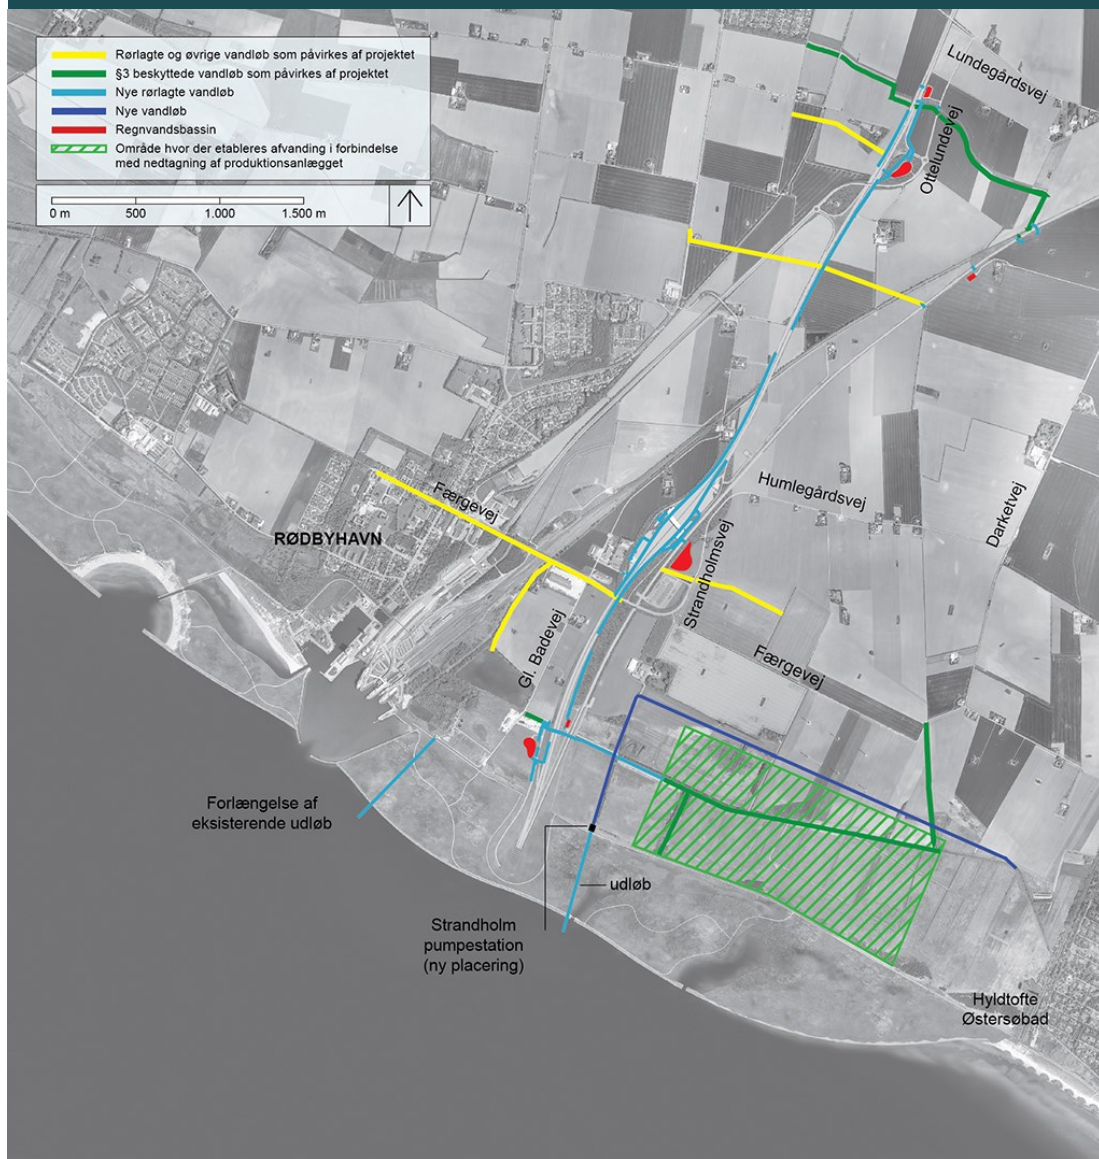 Rørlagte og øvrige vandløb som påvirkes af projektet
§3 beskyttede vandløb som påvirkes af projektet
Nye rørlagte vandløb
Nye vandløb
Regnvandsbassin
Område hvor der etableres afvanding i forbindelse
med nedtagning af produktionsanlægget
0 m 500 1.000 1.500 m
Lundegårdsvej
Ottelundevej
Færgevej
RØDBYHAVN
Humlegårdsvej
Darketvej
Strandholmsvej
Gl. Badevej
Færgevej
Forlængelse af
eksisterende udløb
udløb
Strandholm
pumpestation
(ny placering)
Hyldtofte
Østersøbad